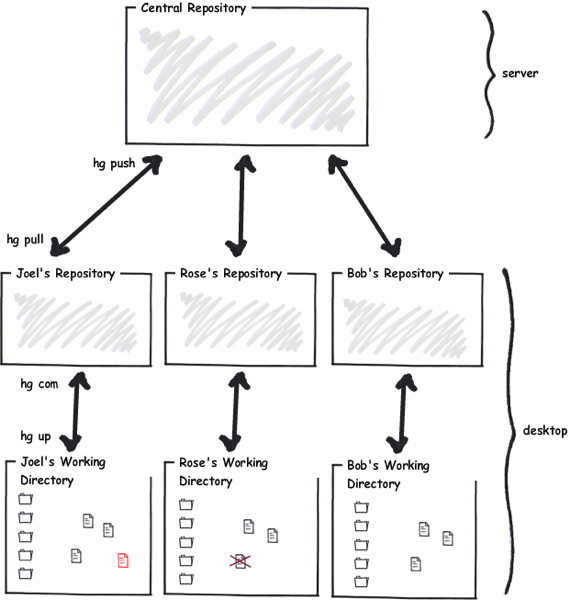 Central Repository
server
hg push
hg pull
Joel's Repository
Rose's Repository
Bob's Repository
hg com
desktop
hg up
Joel's Working
Directory
Rose's Working
Directory
Bob's Working
Directory